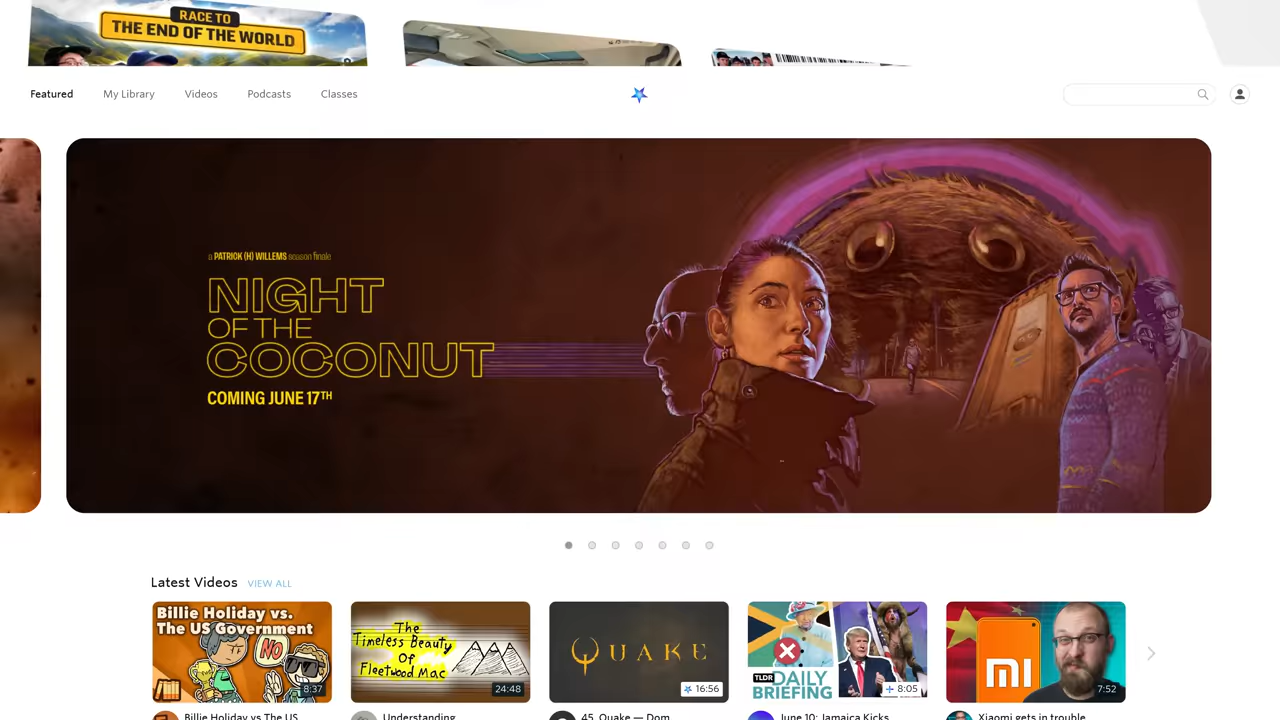 RACE TO
THE END OF THE WORLD
Featured
My Library
Videos
Podcasts
Classes
a PATRICK (H) WILLEMS season finale
NIGHT
OF THE
COCONUT
COMING JUNE 17TH
Latest Videos VIEW ALL
Billie Holiday vs.
The US Government
NO
8:37
The
Timeless Beauty
Of
Fleetwood Mac
24:48
QUAKE
16:56
TLDR DAILY
BRIEFING
8:05
MI
7:52
Billie Holiday vs The US
Understanding
45. Quake — Dom
June 10: Jamaica Kicks
Xiaomi gets in trouble